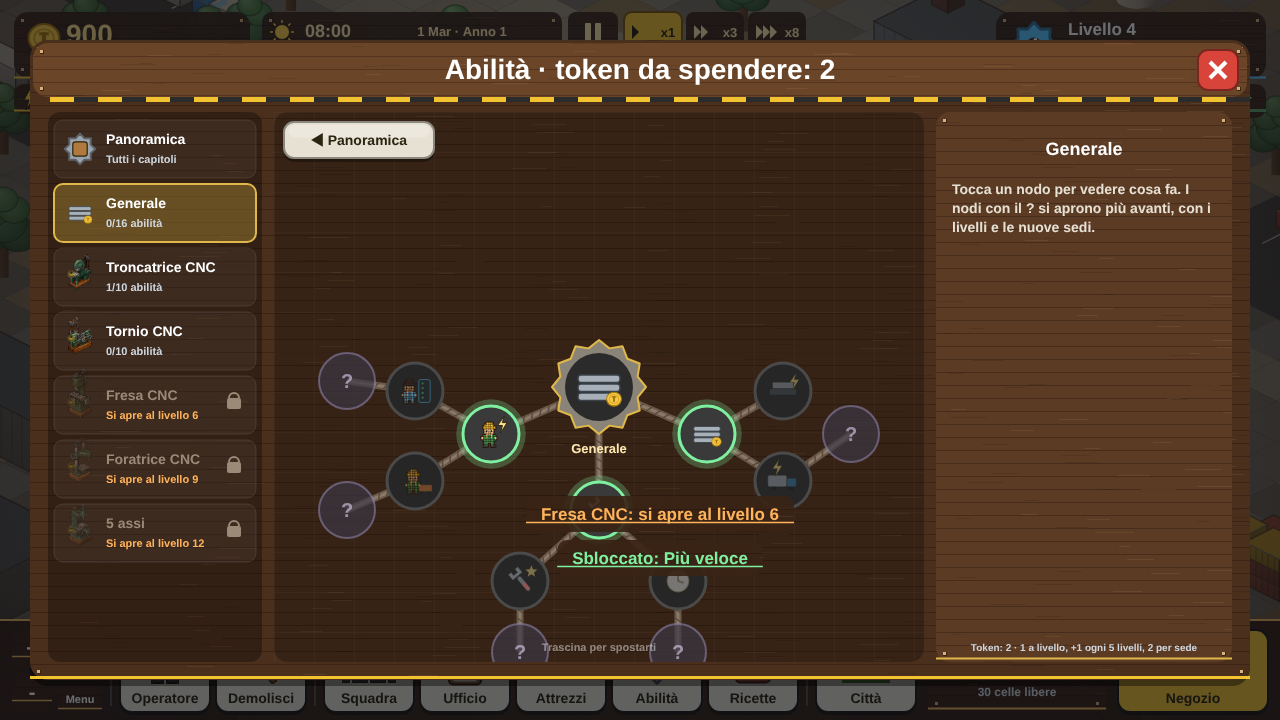 900
08:00
1 Mar · Anno 1
x1
x3
x8
Livello 4
Abilità · token da spendere: 2
Panoramica
Tutti i capitoli
Generale
0/16 abilità
Troncatrice CNC
1/10 abilità
Tornio CNC
0/10 abilità
Fresa CNC
Si apre al livello 6
Foratrice CNC
Si apre al livello 9
5 assi
Si apre al livello 12
Panoramica
?
?
?
Generale
Fresa CNC: si apre al livello 6
Sbloccato: Più veloce
?
?
Trascina per spostarti
Generale
Tocca un nodo per vedere cosa fa. I
nodi con il ? si aprono più avanti, con i
livelli e le nuove sedi.
Token: 2 · 1 a livello, +1 ogni 5 livelli, 2 per sede
Menu
Operatore
Demolisci
Squadra
Ufficio
Attrezzi
Abilità
Ricette
Città
30 celle libere
Negozio